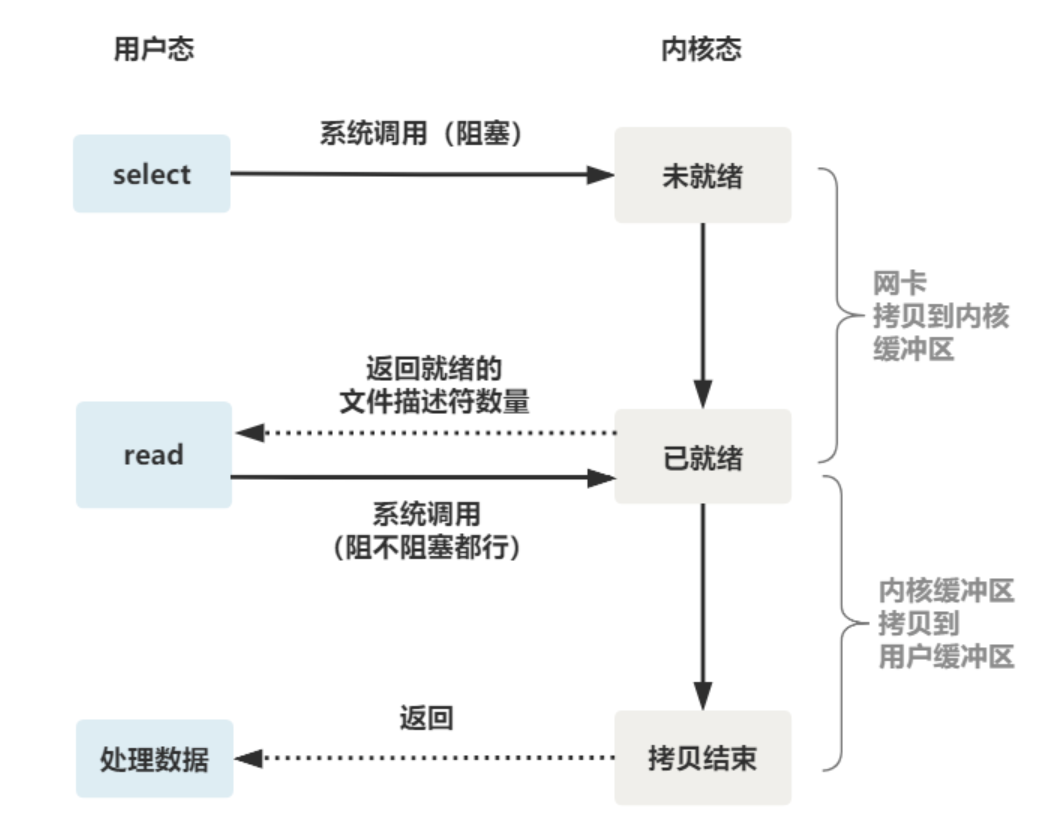 用户态
内核态
系统调用（阻塞）
select
未就绪
网卡
拷贝到内核
缓冲区
返回就绪的
文件描述符数量
read
已就绪
系统调用
（阻不阻塞都行）
内核缓冲区
拷贝到
用户缓冲区
返回
处理数据
拷贝结束